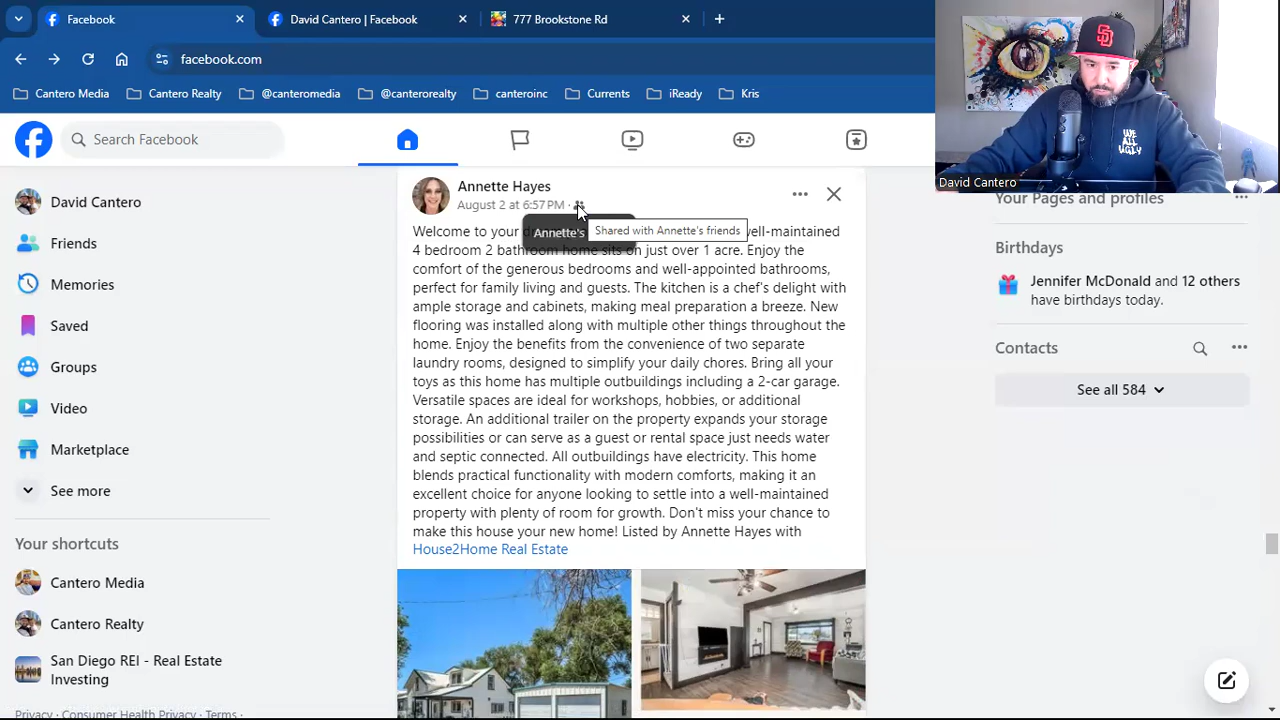 Facebook
David Cantero | Facebook
777 Brookstone Rd
facebook.com
Cantero Media
Cantero Realty
@canteromedia
@canterorealty
canteroinc
Currents
iReady
Kris
WE
ALL
UGLY
David Cantero
Search Facebook
David Cantero
Friends
Memories
Saved
Groups
Video
Marketplace
See more
Your shortcuts
Cantero Media
Cantero Realty
San Diego REI - Real Estate
Investing
Privacy · Consumer Health Privacy · Terms ·
Annette Hayes
August 2 at 6:57 PM ·
Annette's
Shared with Annette's friends
Welcome to your well-maintained
4 bedroom 2 bathroom home sits on just over 1 acre. Enjoy the
comfort of the generous bedrooms and well-appointed bathrooms,
perfect for family living and guests. The kitchen is a chef's delight with
ample storage and cabinets, making meal preparation a breeze. New
flooring was installed along with multiple other things throughout the
home. Enjoy the benefits from the convenience of two separate
laundry rooms, designed to simplify your daily chores. Bring all your
toys as this home has multiple outbuildings including a 2-car garage.
Versatile spaces are ideal for workshops, hobbies, or additional
storage. An additional trailer on the property expands your storage
possibilities or can serve as a guest or rental space just needs water
and septic connected. All outbuildings have electricity. This home
blends practical functionality with modern comforts, making it an
excellent choice for anyone looking to settle into a well-maintained
property with plenty of room for growth. Don't miss your chance to
make this house your new home! Listed by Annette Hayes with
House2Home Real Estate
Your Pages and profiles
Birthdays
Jennifer McDonald and 12 others
have birthdays today.
Contacts
See all 584